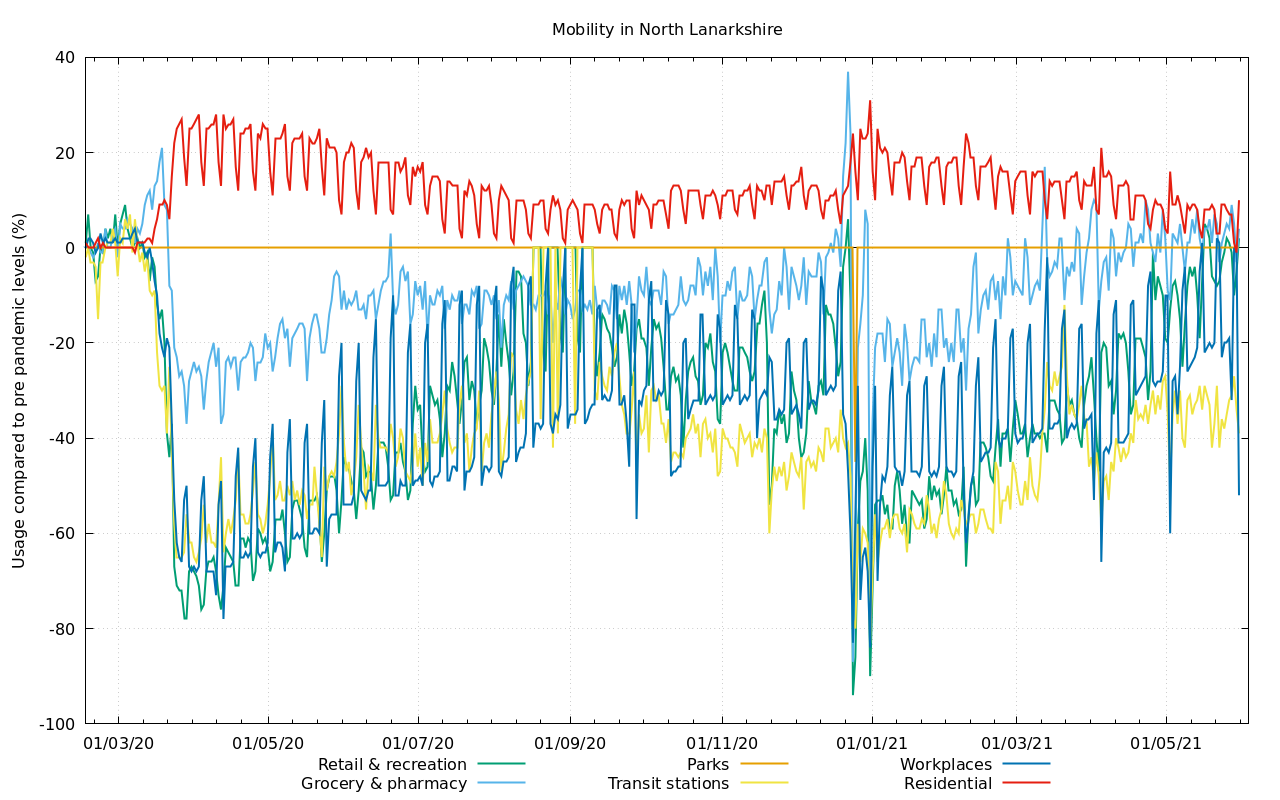 Mobility in North Lanarkshire
Usage compared to pre pandemic levels (%)
40
20
0
-20
-40
-60
-80
-100
01/03/20 01/05/20 01/07/20 01/09/20 01/11/20 01/01/21 01/03/21 01/05/21
Retail & recreation Parks Workplaces
Grocery & pharmacy Transit stations Residential